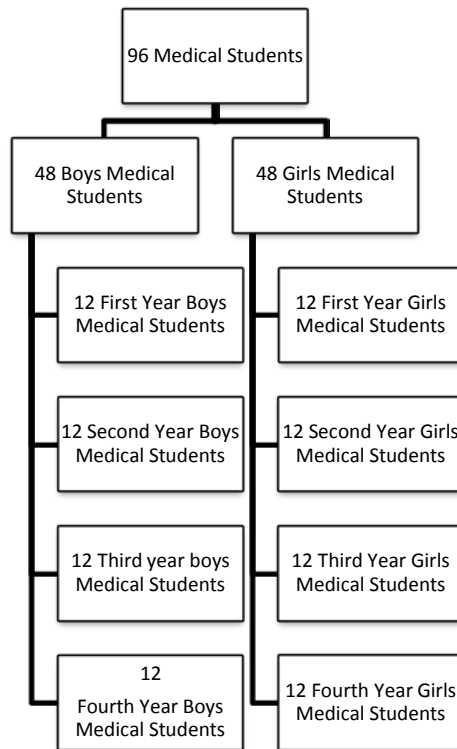 96 Medical Students
48 Boys Medical
Students
48 Girls Medical
Students
12 First Year Boys
Medical Students
12 First Year Girls
Medical Students
12 Second Year Boys
Medical Students
12 Second Year Girls
Medical Students
12 Third year boys
Medical Students
12 Third Year Girls
Medical Students
12
Fourth Year Boys
Medical Students
12 Fourth Year Girls
Medical Students